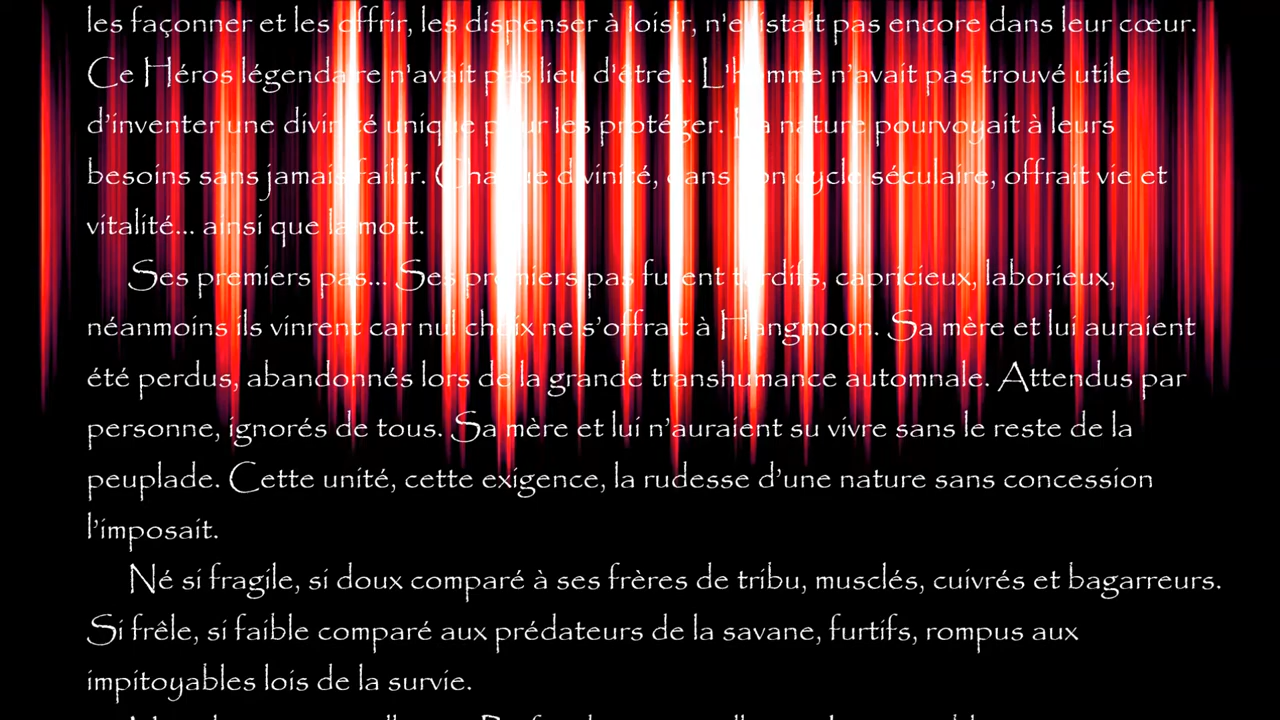 les façonner et les offrir, les dispenser à loisir, n'existait pas encore dans leur cœur.
Ce Héros légendaire n’avait pas lieu d’être... L’homme n’avait pas trouvé utile
d’inventer une divinité unique pour les protéger. La nature pourvoyait à leurs
besoins sans jamais faillir. Chaque divinité, dans son cycle séculaire, offrait vie et
vitalité... ainsi que la mort.
Ses premiers pas... Ses premiers pas furent tardifs, capricieux, laborieux,
néanmoins ils vinrent car nul choix ne s’offrait à Hangmoon. Sa mère et lui auraient
été perdus, abandonnés lors de la grande transhumance automnale. Attendus par
personne, ignorés de tous. Sa mère et lui n’auraient su vivre sans le reste de la
peuplade. Cette unité, cette exigence, la rudesse d’une nature sans concession
l’imposait.
Né si fragile, si doux comparé à ses frères de tribu, musclés, cuivrés et bagarreurs.
Si frêle, si faible comparé aux prédateurs de la savane, furtifs, rompus aux
impitoyables lois de la survie.